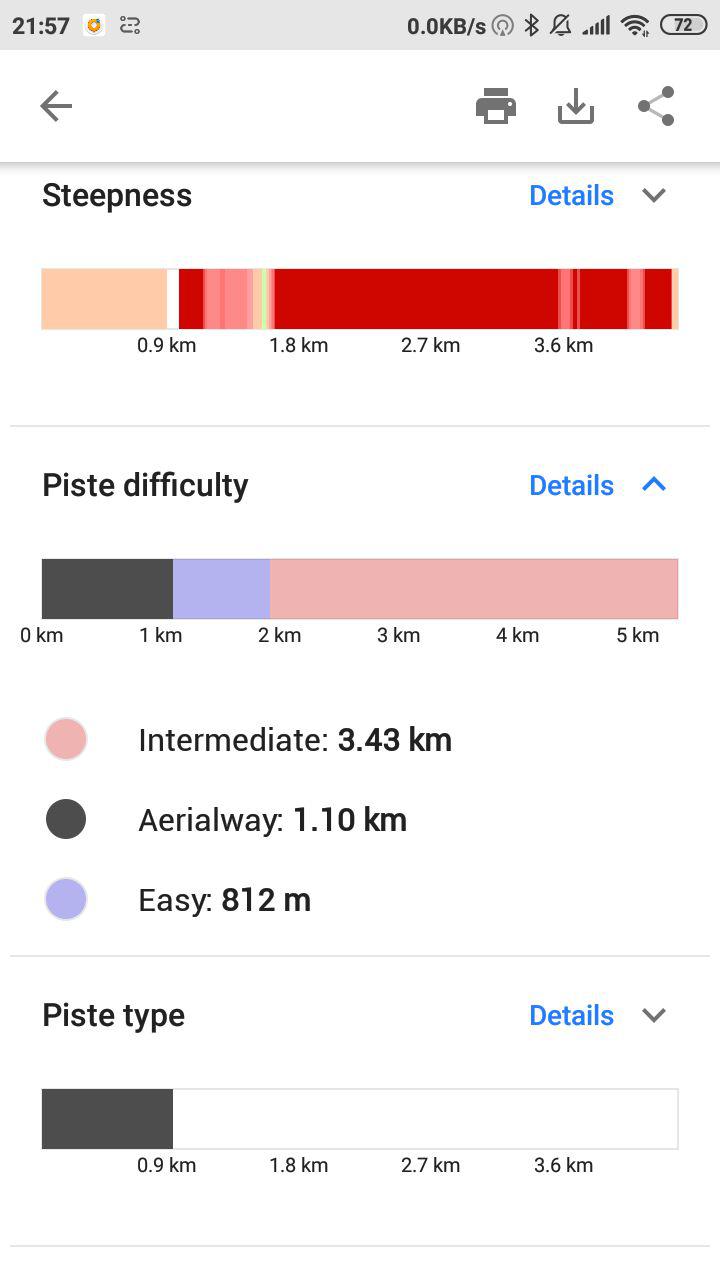 21:57 0.0KB/s 72
Steepness Details
0.9 km 1.8 km 2.7 km 3.6 km
Piste difficulty Details
0 km 1 km 2 km 3 km 4 km 5 km
Intermediate: 3.43 km
Aerialway: 1.10 km
Easy: 812 m
Piste type Details
0.9 km 1.8 km 2.7 km 3.6 km